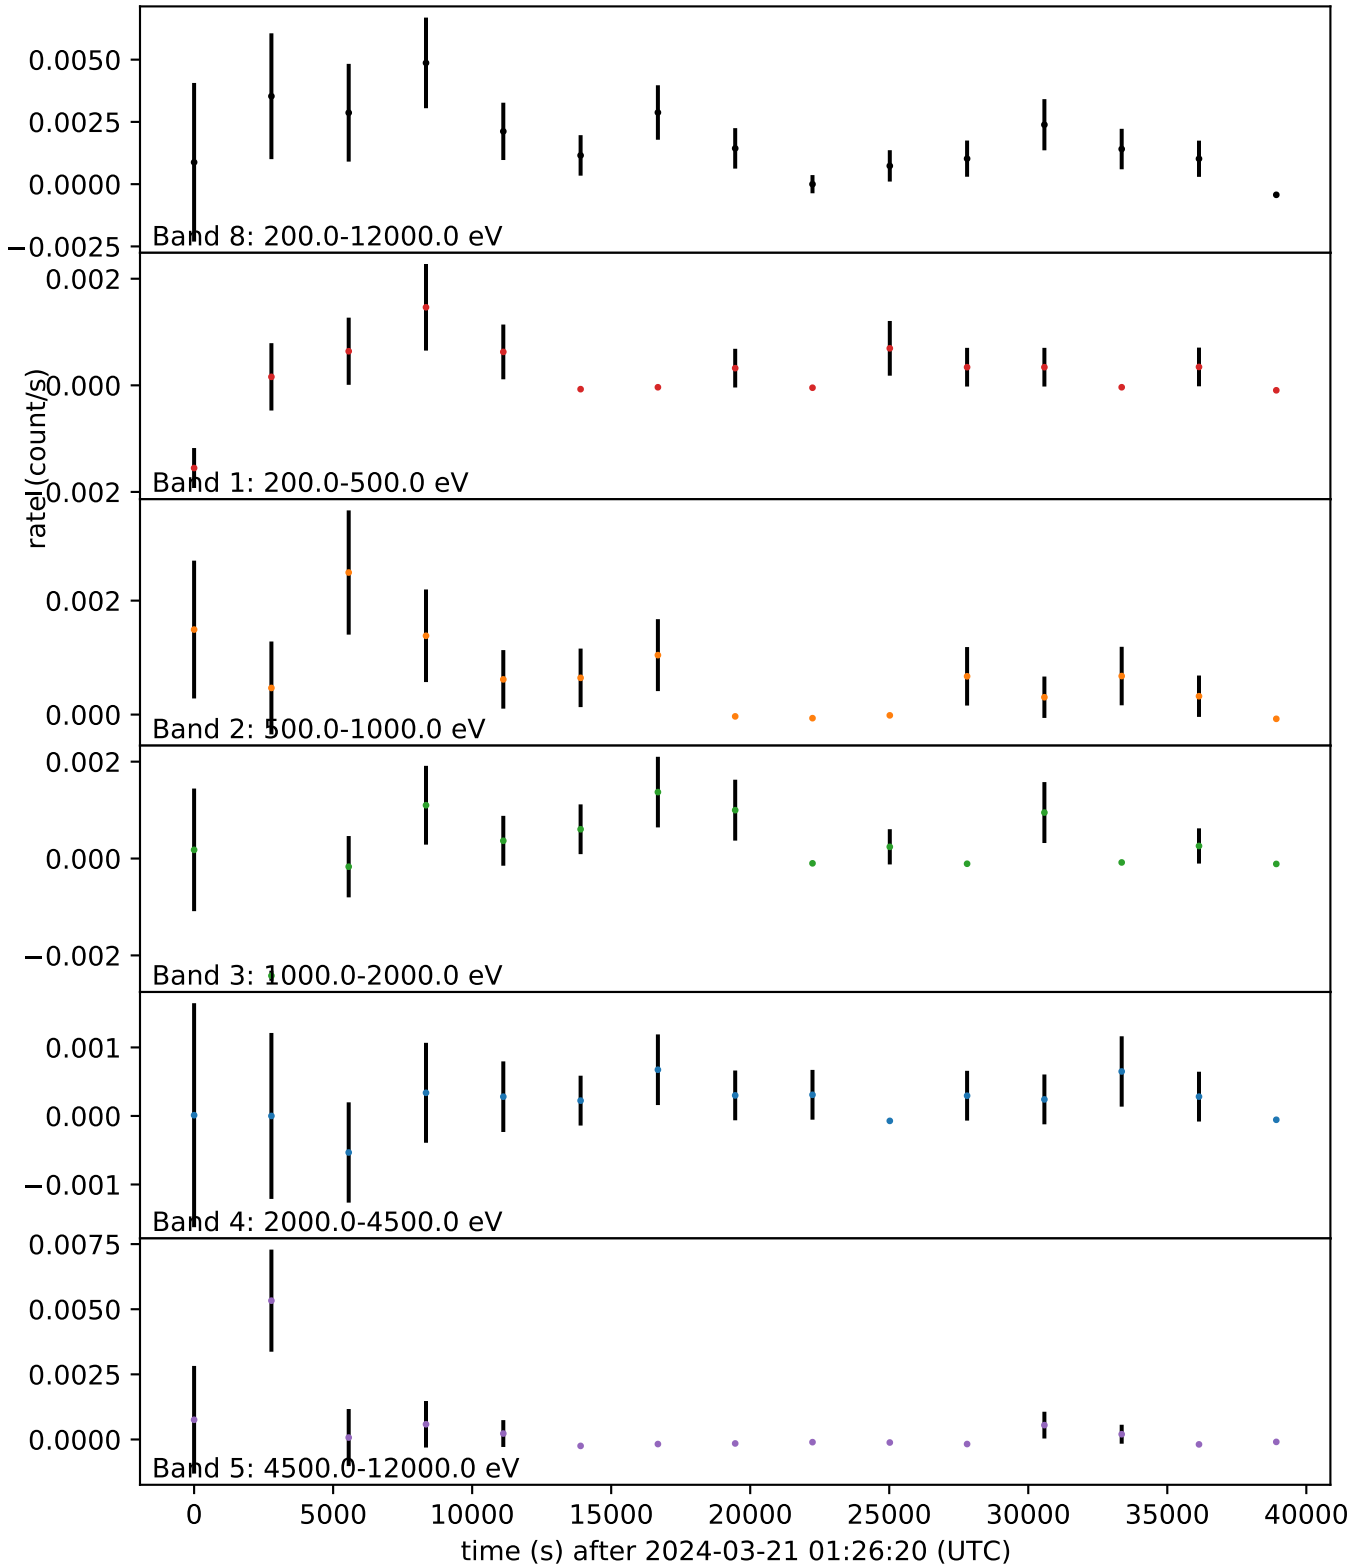 0.0050
0.0025
0.0000
−0.0025
Band 8: 200.0-12000.0 eV
0.002
0.000
0.002
Band 1: 200.0-500.0 eV
rate (count/s)
0.002
0.000
Band 2: 500.0-1000.0 eV
0.002
0.000
−0.002
Band 3: 1000.0-2000.0 eV
0.001
0.000
−0.001
Band 4: 2000.0-4500.0 eV
0.0075
0.0050
0.0025
0.0000
Band 5: 4500.0-12000.0 eV
0 5000 10000 15000 20000 25000 30000 35000 40000
time (s) after 2024-03-21 01:26:20 (UTC)